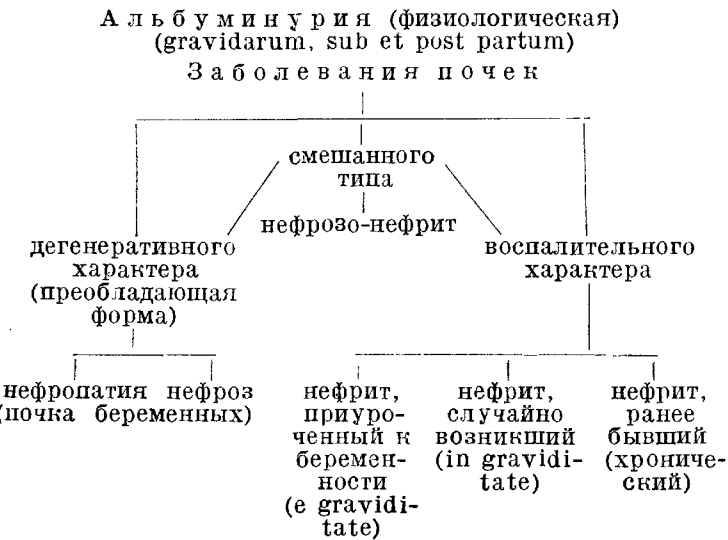 Альбуминурия (физиологическая)
(gravidarum, sub et post partum)
Заболевания почек
смешанного
типа
нефрозо-нефрит
дегенеративного
характера
(преобладающая
форма)
воспалительного
характера
нефропатия нефроз
(почка беременных)
нефрит,
приуро-
ченный к
беремен-
ности
(e gravidi-
tate)
нефрит,
случайно
возникший
(in gravidi-
tate)
нефрит,
ранее
бывший
(хрониче-
ский)